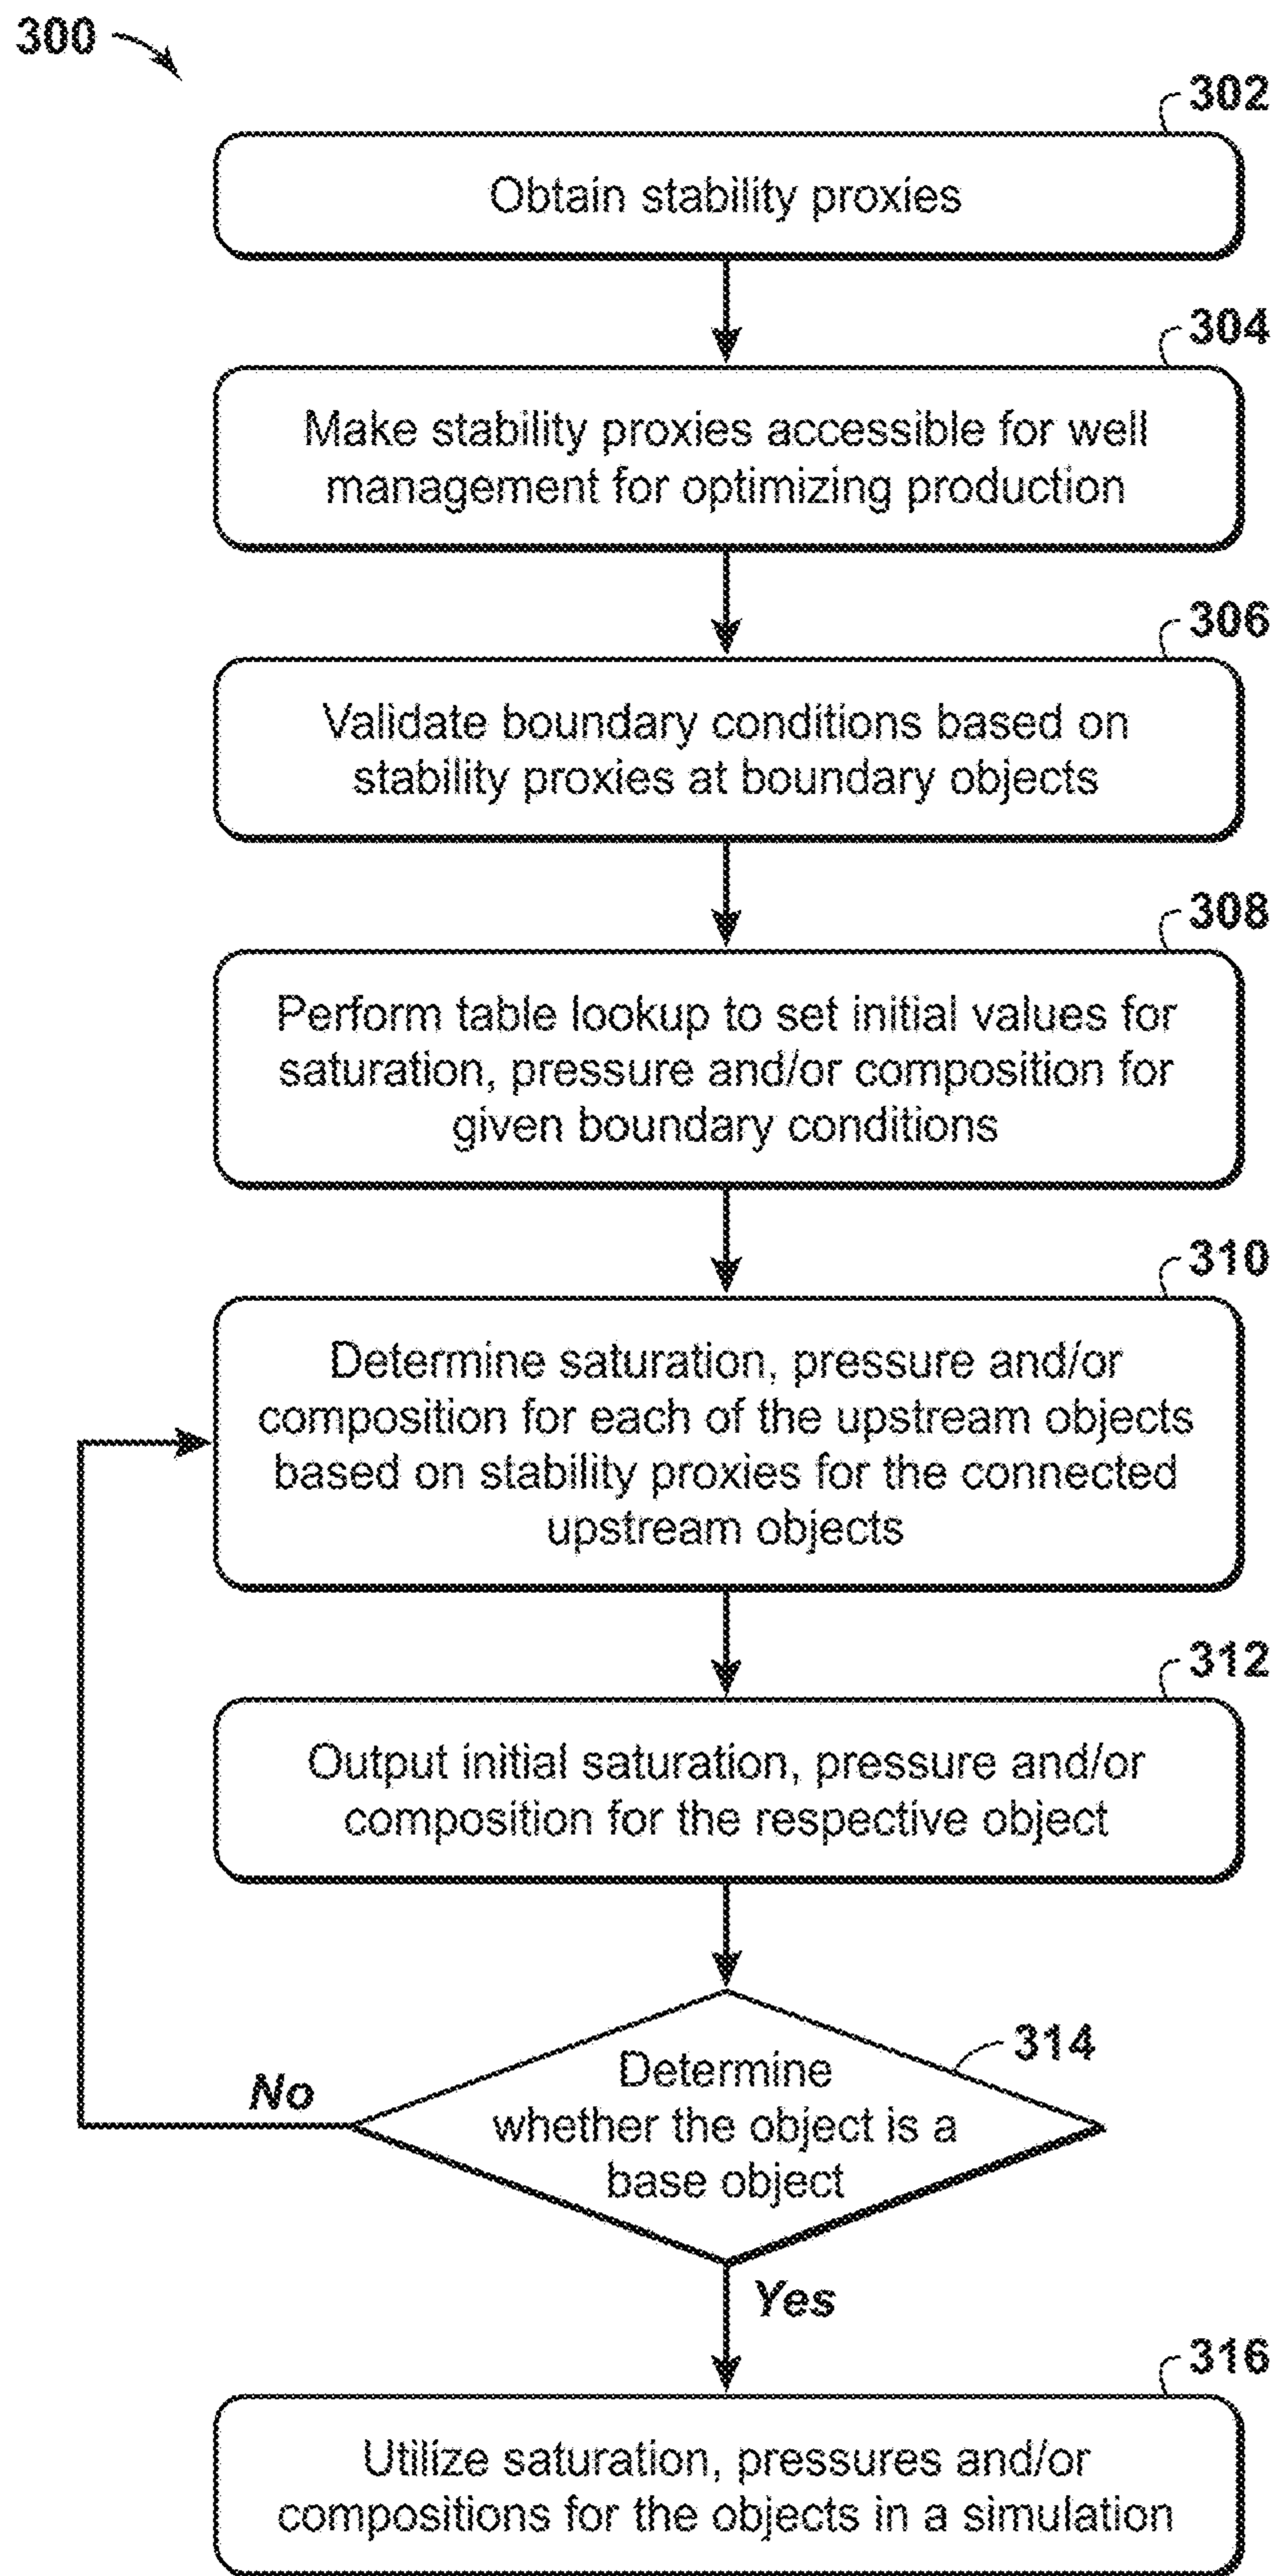 300
302
Obtain stability proxies
304
Make stability proxies accessible for well
management for optimizing production
306
Validate boundary conditions based on
stability proxies at boundary objects
308
Perform table lookup to set initial values for
saturation, pressure and/or composition for
given boundary conditions
310
Determine saturation, pressure and/or
composition for each of the upstream objects
based on stability proxies for the connected
upstream objects
312
Output initial saturation, pressure and/or
composition for the respective object
314
Determine
whether the object is a
base object
No
Yes
316
Utilize saturation, pressures and/or
compositions for the objects in a simulation